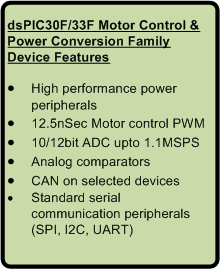 dsPIC30F/33F Motor Control &
Power Conversion Family
Device Features
• High performance power
peripherals
• 12.5nSec Motor control PWM
• 10/12bit ADC upto 1.1MSPS
• Analog comparators
• CAN on selected devices
• Standard serial
communication peripherals
(SPI, I2C, UART)